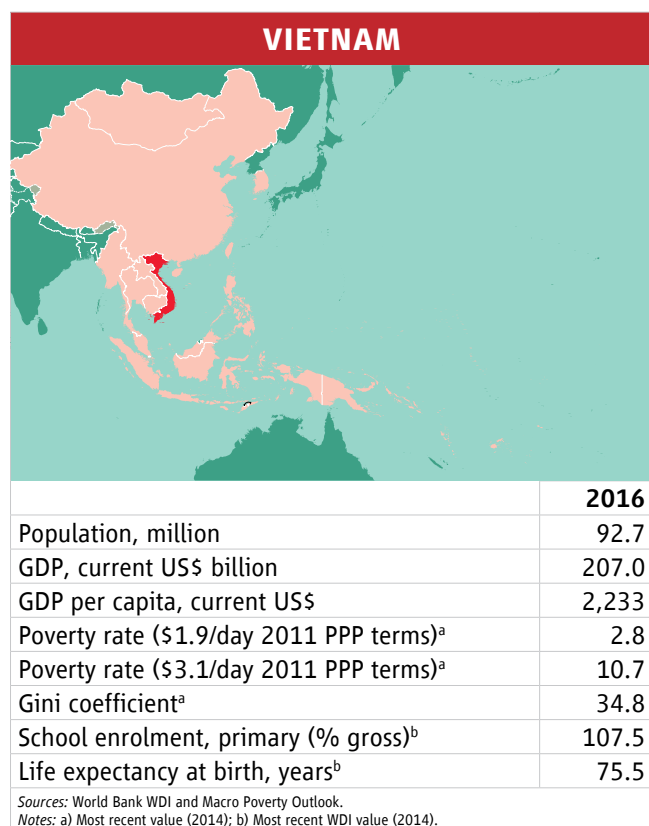 VIETNAM
2016
Population, million 92.7
GDP, current US$ billion 207.0
GDP per capita, current US$ 2,233
Poverty rate ($1.9/day 2011 PPP terms)ᵃ 2.8
Poverty rate ($3.1/day 2011 PPP terms)ᵃ 10.7
Gini coefficientᵃ 34.8
School enrolment, primary (% gross)ᵇ 107.5
Life expectancy at birth, yearsᵇ 75.5
Sources: World Bank WDI and Macro Poverty Outlook.
Notes: a) Most recent value (2014); b) Most recent WDI value (2014).